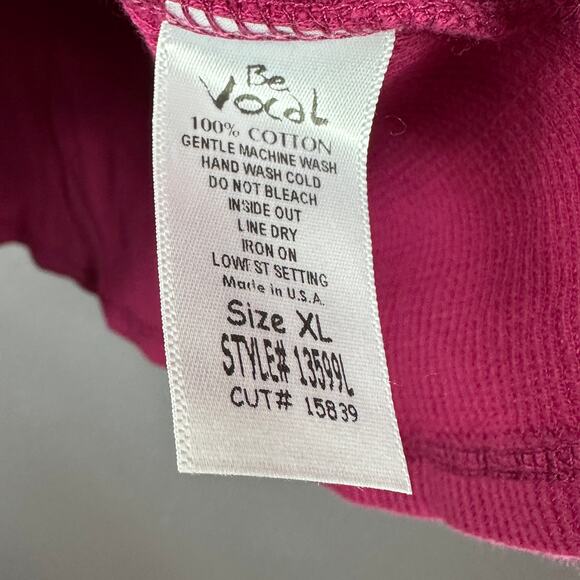 Be
Vocal
100% COTTON
GENTLE MACHINE WASH
HAND WASH COLD
DO NOT BLEACH
INSIDE OUT
LINE DRY
IRON ON
LOWEST SETTING
Made in U.S.A.
Size XL
STYLE# 13599L
CUT# 15839